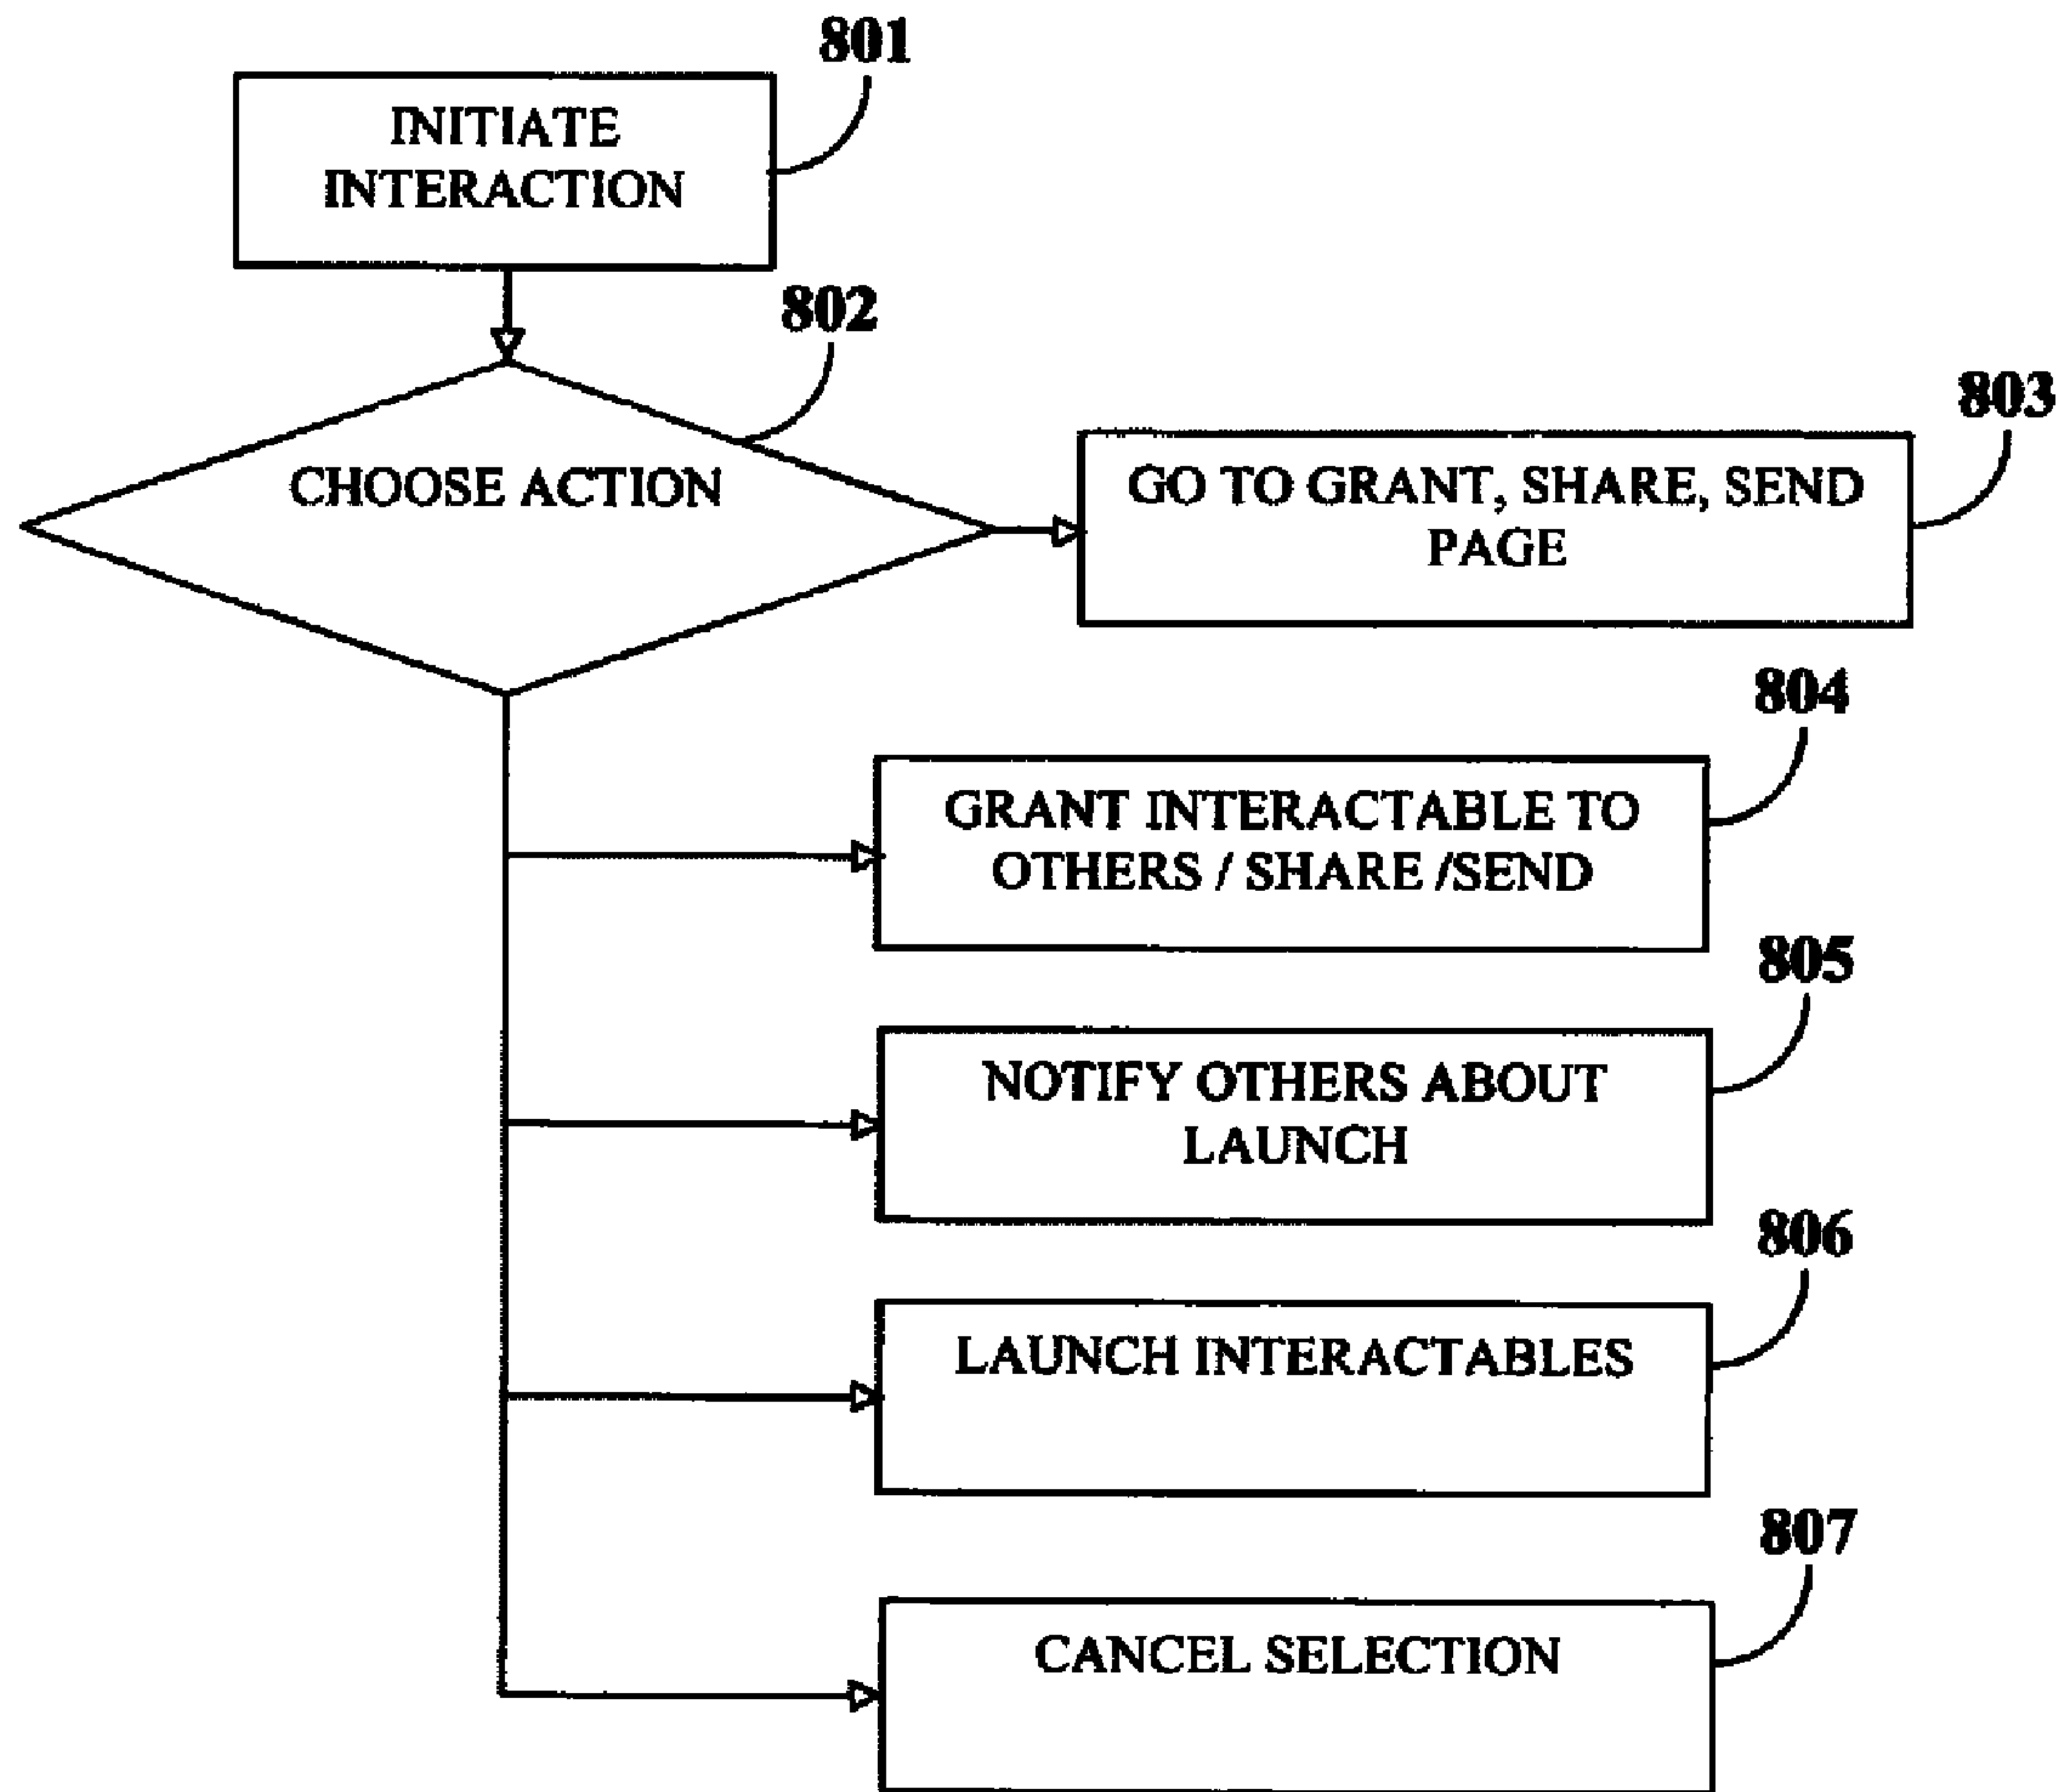 801
INITIATE
INTERACTION
802
CHOOSE ACTION
803
GO TO GRANT, SHARE, SEND
PAGE
804
GRANT INTERACTABLE TO
OTHERS / SHARE /SEND
805
NOTIFY OTHERS ABOUT
LAUNCH
806
LAUNCH INTERACTABLES
807
CANCEL SELECTION